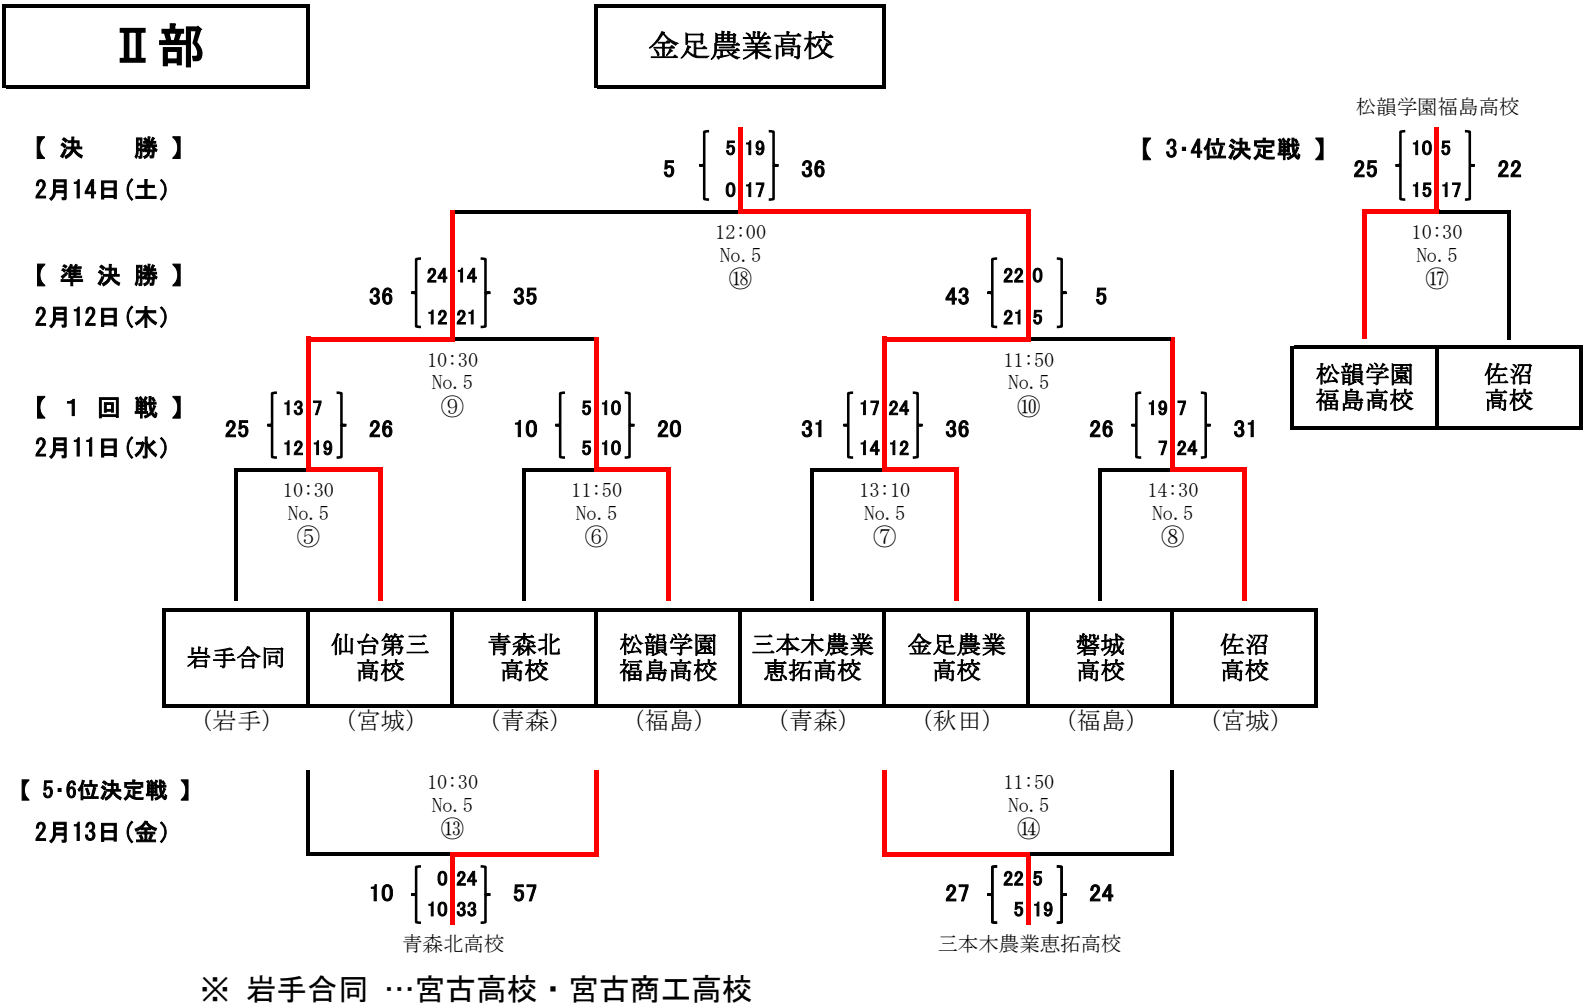 Ⅱ部
金足農業高校
松韻学園福島高校
【 決 勝 】
2月14日(土)
5
5 19
0 17
36
12:00
No.5
⑱
【 3・4位決定戦 】
25
10 5
15 17
22
10:30
No.5
⑰
松韻学園
福島高校
佐沼
高校
【 準 決 勝 】
2月12日(木)
36
24 14
12 21
35
10:30
No.5
⑨
43
22 0
21 5
5
11:50
No.5
⑩
【 1 回 戦 】
2月11日(水)
25
13 7
12 19
26
10:30
No.5
⑤
10
5 10
5 10
20
11:50
No.5
⑥
31
17 24
14 12
36
13:10
No.5
⑦
26
19 7
7 24
31
14:30
No.5
⑧
岩手合同
(岩手)
仙台第三
高校
(宮城)
青森北
高校
(青森)
松韻学園
福島高校
(福島)
三本木農業
恵拓高校
(青森)
金足農業
高校
(秋田)
磐城
高校
(福島)
佐沼
高校
(宮城)
【 5・6位決定戦 】
2月13日(金)
10:30
No.5
⑬
10
0 24
10 33
57
青森北高校
11:50
No.5
⑭
27
22 5
5 19
24
三本木農業恵拓高校
※ 岩手合同 …宮古高校・宮古商工高校